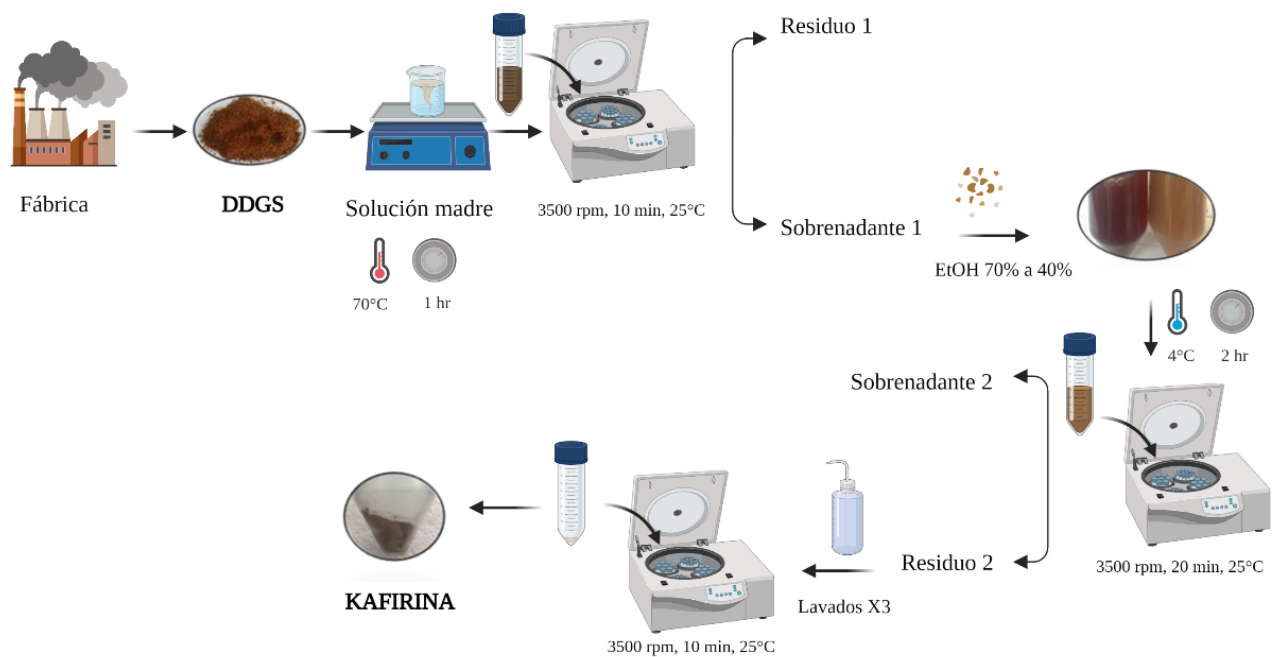 Fábrica
DDGS
Solución madre
70°C
1 hr
3500 rpm, 10 min, 25°C
Residuo 1
Sobrenadante 1
EtOH 70% a 40%
4°C
2 hr
3500 rpm, 20 min, 25°C
Sobrenadante 2
Residuo 2
Lavados X3
3500 rpm, 10 min, 25°C
KAFIRINA